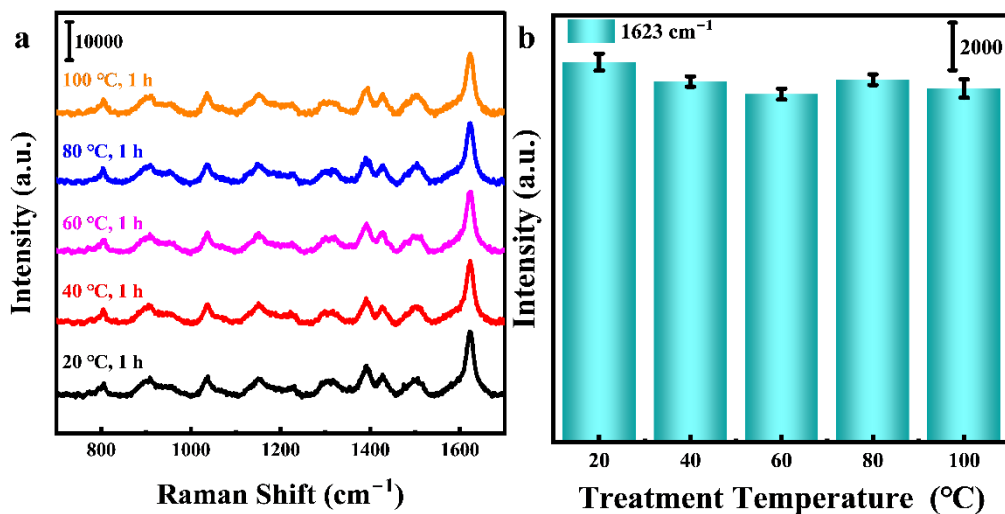 a
10000
100 °C, 1 h
80 °C, 1 h
60 °C, 1 h
40 °C, 1 h
20 °C, 1 h
Intensity (a.u.)
800 1000 1200 1400 1600
Raman Shift (cm⁻¹)
b
1623 cm⁻¹
2000
Intensity (a.u.)
20 40 60 80 100
Treatment Temperature (°C)